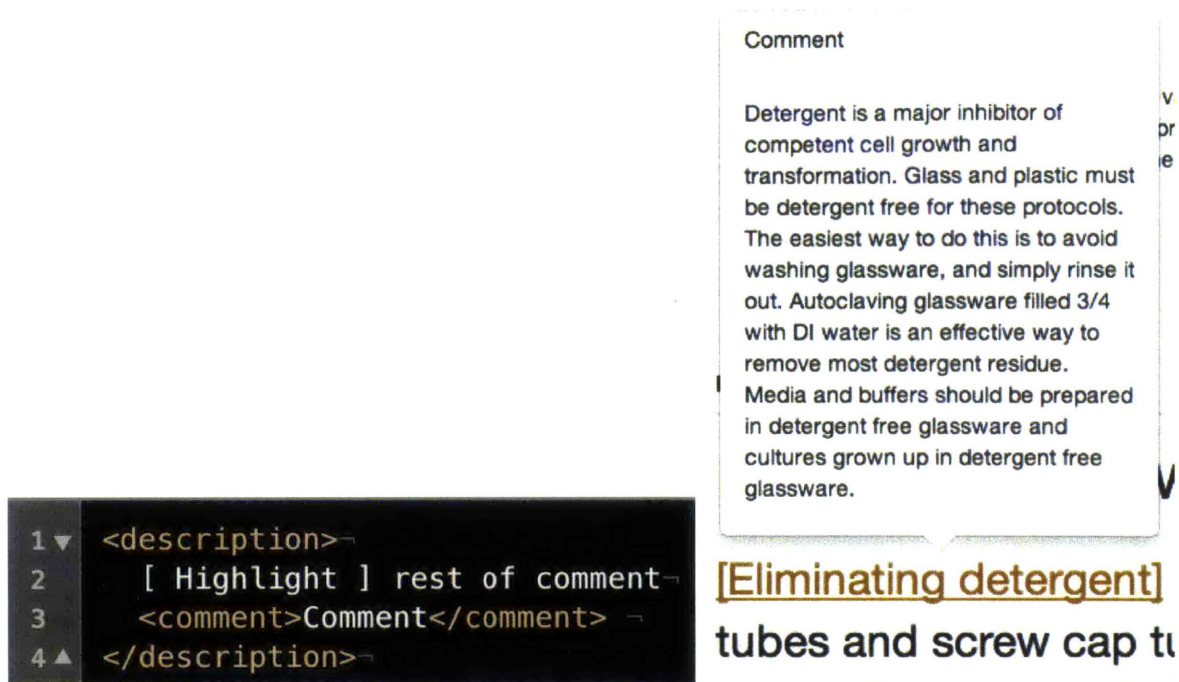 1 <description>
2 [ Highlight ] rest of comment
3 <comment>Comment</comment>
4 </description>
Comment
Detergent is a major inhibitor of
competent cell growth and
transformation. Glass and plastic must
be detergent free for these protocols.
The easiest way to do this is to avoid
washing glassware, and simply rinse it
out. Autoclaving glassware filled 3/4
with DI water is an effective way to
remove most detergent residue.
Media and buffers should be prepared
in detergent free glassware and
cultures grown up in detergent free
glassware.
[Eliminating detergent]
tubes and screw cap